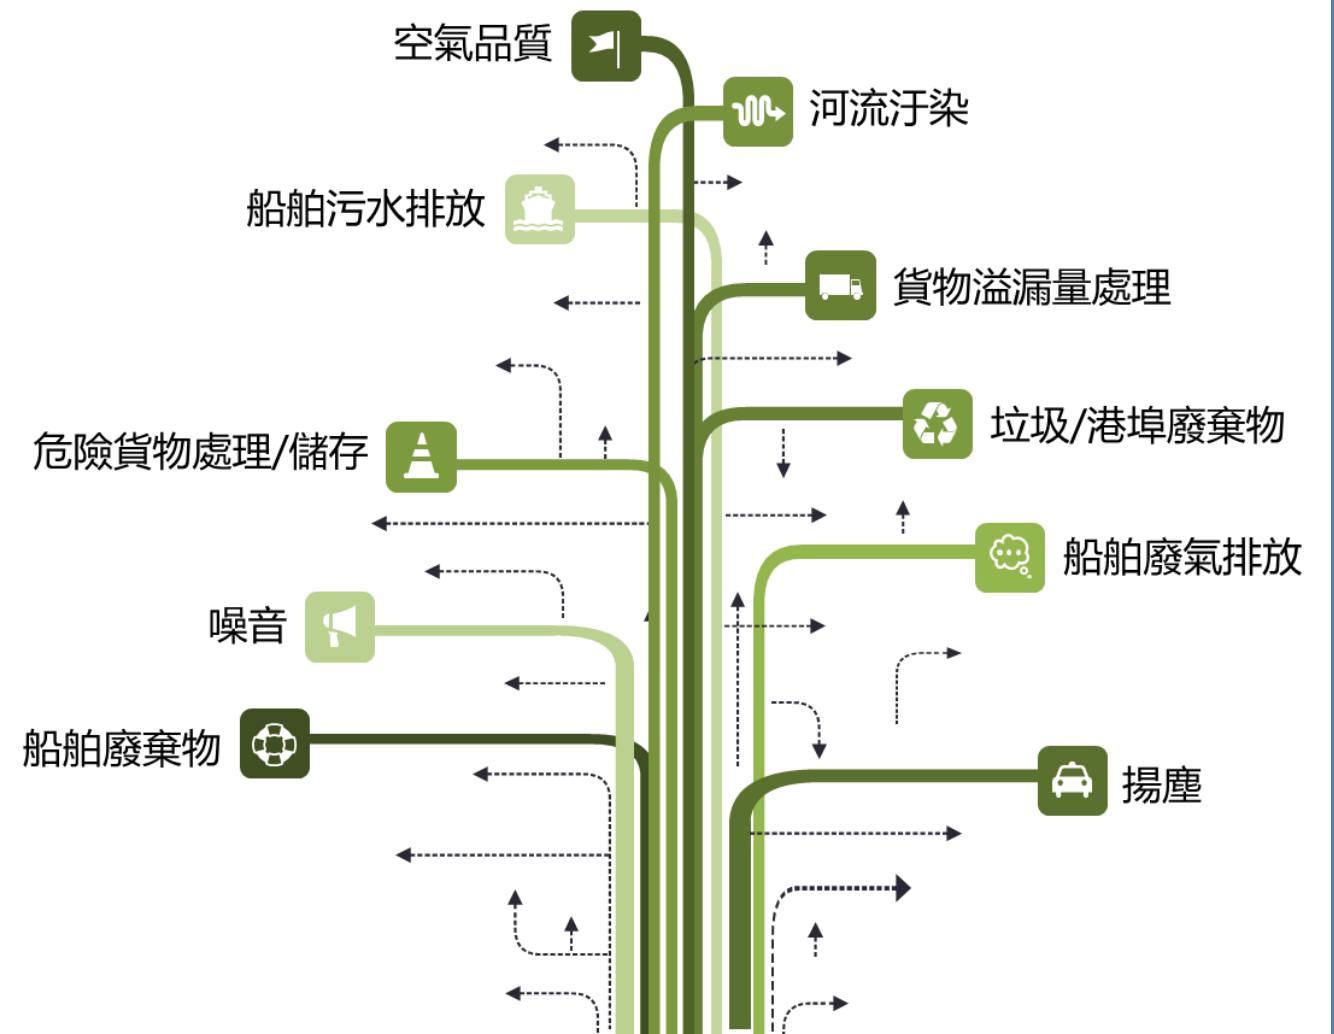 空氣品質
河流汙染
船舶污水排放
貨物溢漏量處理
垃圾/港埠廢棄物
危險貨物處理/儲存
船舶廢氣排放
噪音
船舶廢棄物
揚塵